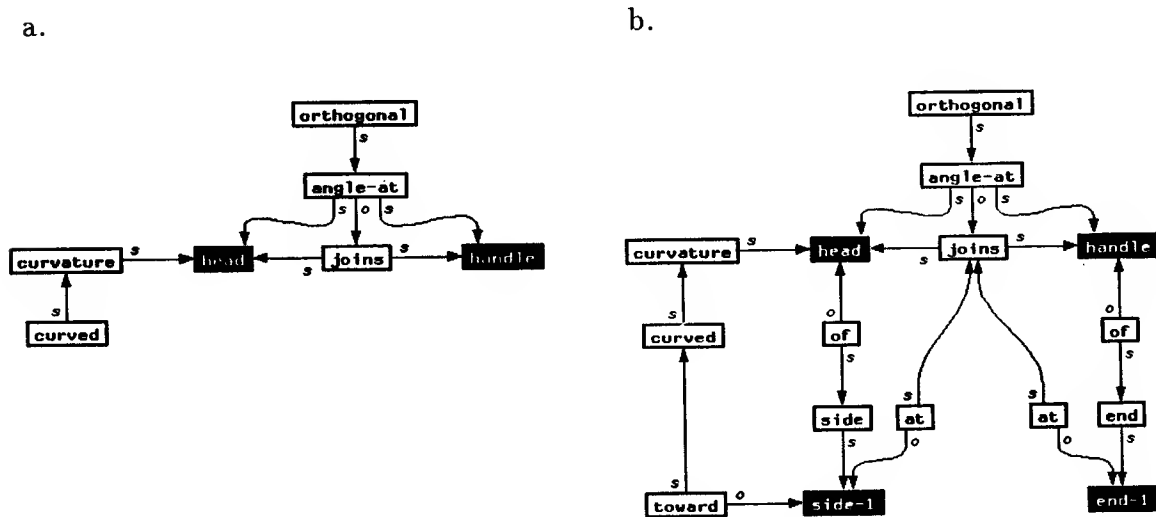 a.
orthogonal
s
angle-at
s o s
curvature s head s joins s handle
s
curved
b.
orthogonal
s
angle-at
s o s
curvature s head s joins s handle
s o o
curved of of
s s
s s
side at at end
s o o s
s
toward o side-1 end-1